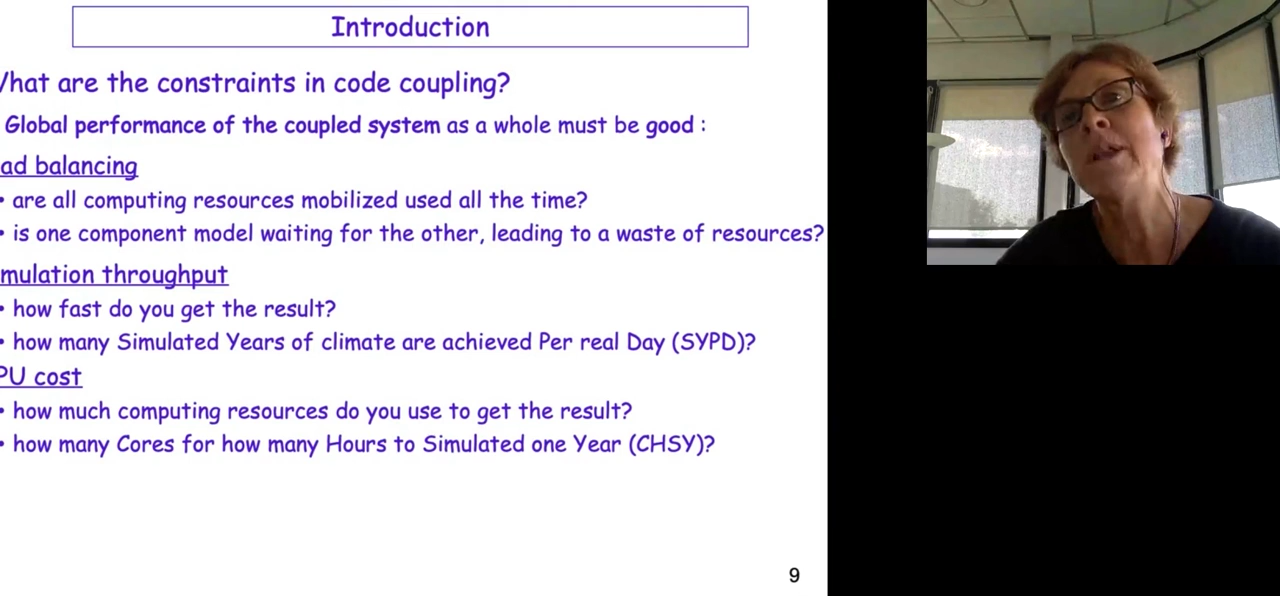 Introduction
What are the constraints in code coupling?
Global performance of the coupled system as a whole must be good :
ad balancing
• are all computing resources mobilized used all the time?
• is one component model waiting for the other, leading to a waste of resources?
mulation throughput
• how fast do you get the result?
• how many Simulated Years of climate are achieved Per real Day (SYPD)?
PU cost
• how much computing resources do you use to get the result?
• how many Cores for how many Hours to Simulated one Year (CHSY)?
9